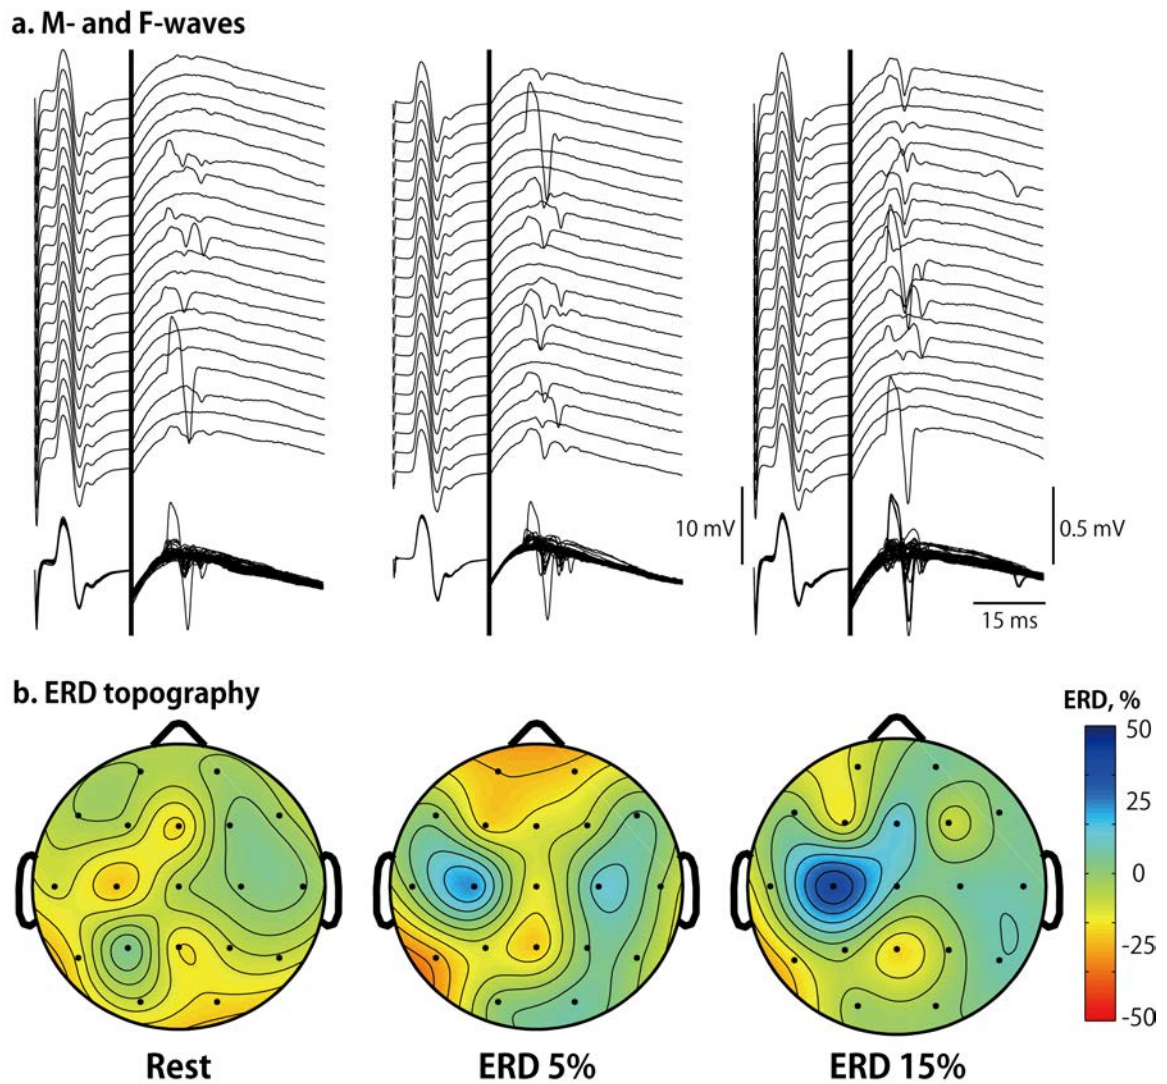 a. M- and F-waves
10 mV
0.5 mV
15 ms
b. ERD topography
ERD, %
50
25
0
-25
-50
Rest
ERD 5%
ERD 15%